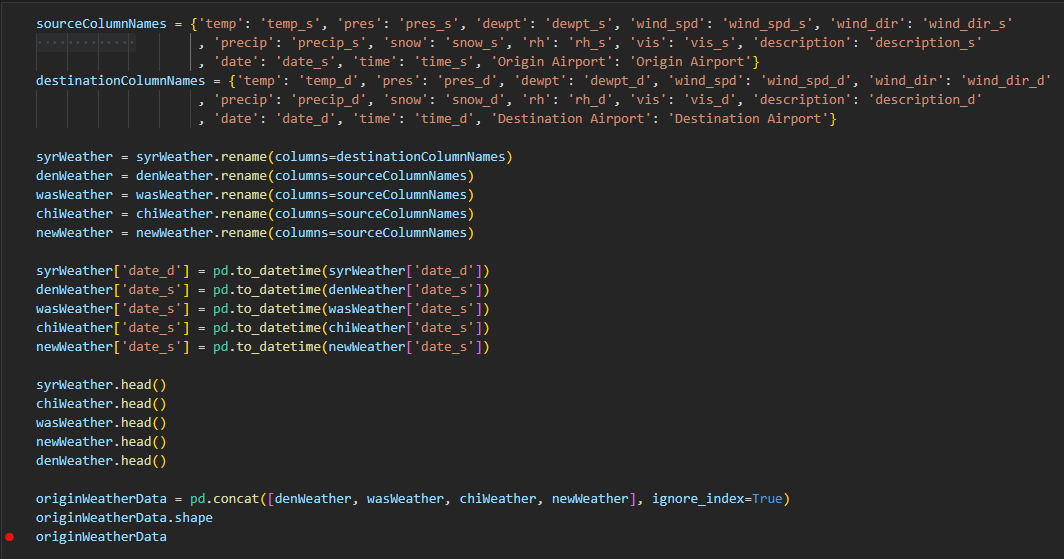 sourceColumnNames = {'temp': 'temp_s', 'pres': 'pres_s', 'dewpt': 'dewpt_s', 'wind_spd': 'wind_spd_s', 'wind_dir': 'wind_dir_s'
, 'precip': 'precip_s', 'snow': 'snow_s', 'rh': 'rh_s', 'vis': 'vis_s', 'description': 'description_s'
, 'date': 'date_s', 'time': 'time_s', 'Origin Airport': 'Origin Airport'}
destinationColumnNames = {'temp': 'temp_d', 'pres': 'pres_d', 'dewpt': 'dewpt_d', 'wind_spd': 'wind_spd_d', 'wind_dir': 'wind_dir_d'
, 'precip': 'precip_d', 'snow': 'snow_d', 'rh': 'rh_d', 'vis': 'vis_d', 'description': 'description_d'
, 'date': 'date_d', 'time': 'time_d', 'Destination Airport': 'Destination Airport'}
syrWeather = syrWeather.rename(columns=destinationColumnNames)
denWeather = denWeather.rename(columns=sourceColumnNames)
wasWeather = wasWeather.rename(columns=sourceColumnNames)
chiWeather = chiWeather.rename(columns=sourceColumnNames)
newWeather = newWeather.rename(columns=sourceColumnNames)
syrWeather['date_d'] = pd.to_datetime(syrWeather['date_d'])
denWeather['date_s'] = pd.to_datetime(denWeather['date_s'])
wasWeather['date_s'] = pd.to_datetime(wasWeather['date_s'])
chiWeather['date_s'] = pd.to_datetime(chiWeather['date_s'])
newWeather['date_s'] = pd.to_datetime(newWeather['date_s'])
syrWeather.head()
chiWeather.head()
wasWeather.head()
newWeather.head()
denWeather.head()
originWeatherData = pd.concat([denWeather, wasWeather, chiWeather, newWeather], ignore_index=True)
originWeatherData.shape
originWeatherData